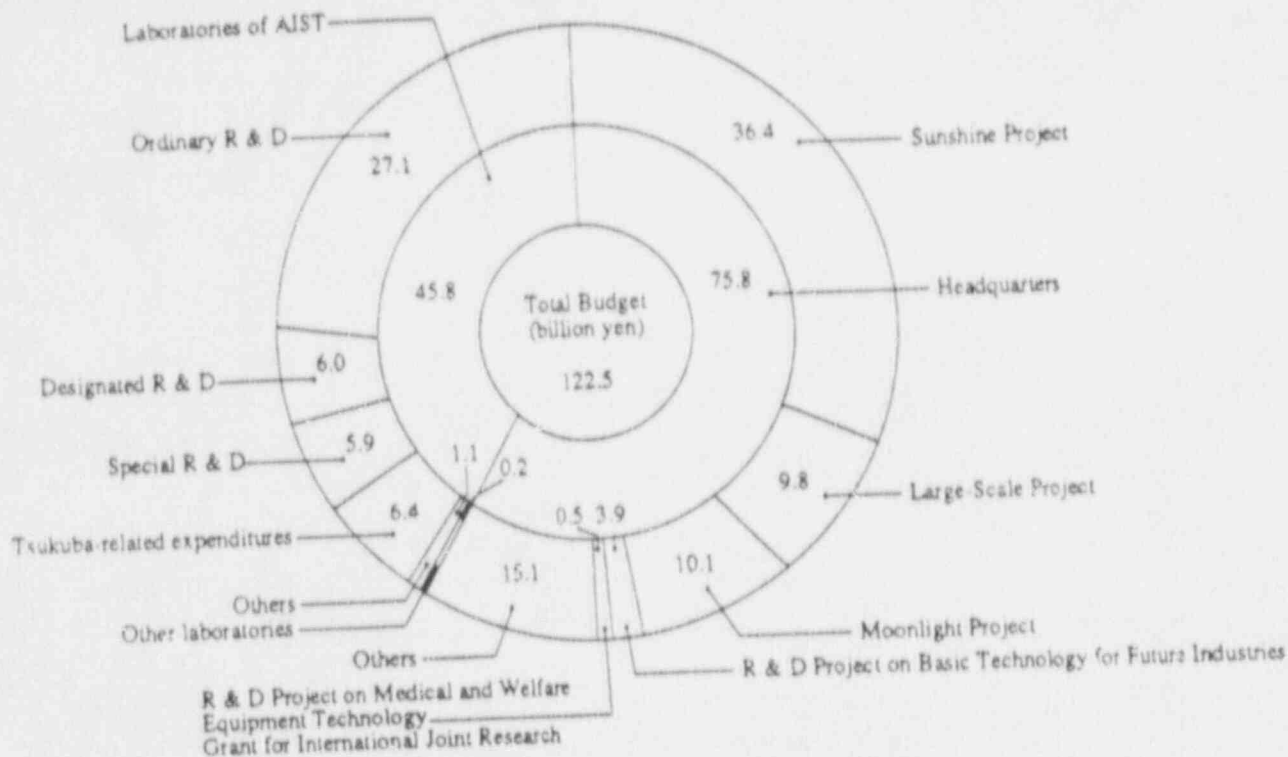 Laboratories of AIST
Ordinary R & D
27.1
36.4
Sunshine Project
45.8
75.8
Headquarters
Total Budget
(billion yen)
122.5
Designated R & D
6.0
Special R & D
5.9
1.1
0.2
9.8
Large-Scale Project
Tsukuba-related expenditures
6.4
0.5
3.9
15.1
10.1
Others
Other laboratories
Others
Moonlight Project
R & D Project on Basic Technology for Future Industries
R & D Project on Medical and Welfare
Equipment Technology
Grant for International Joint Research